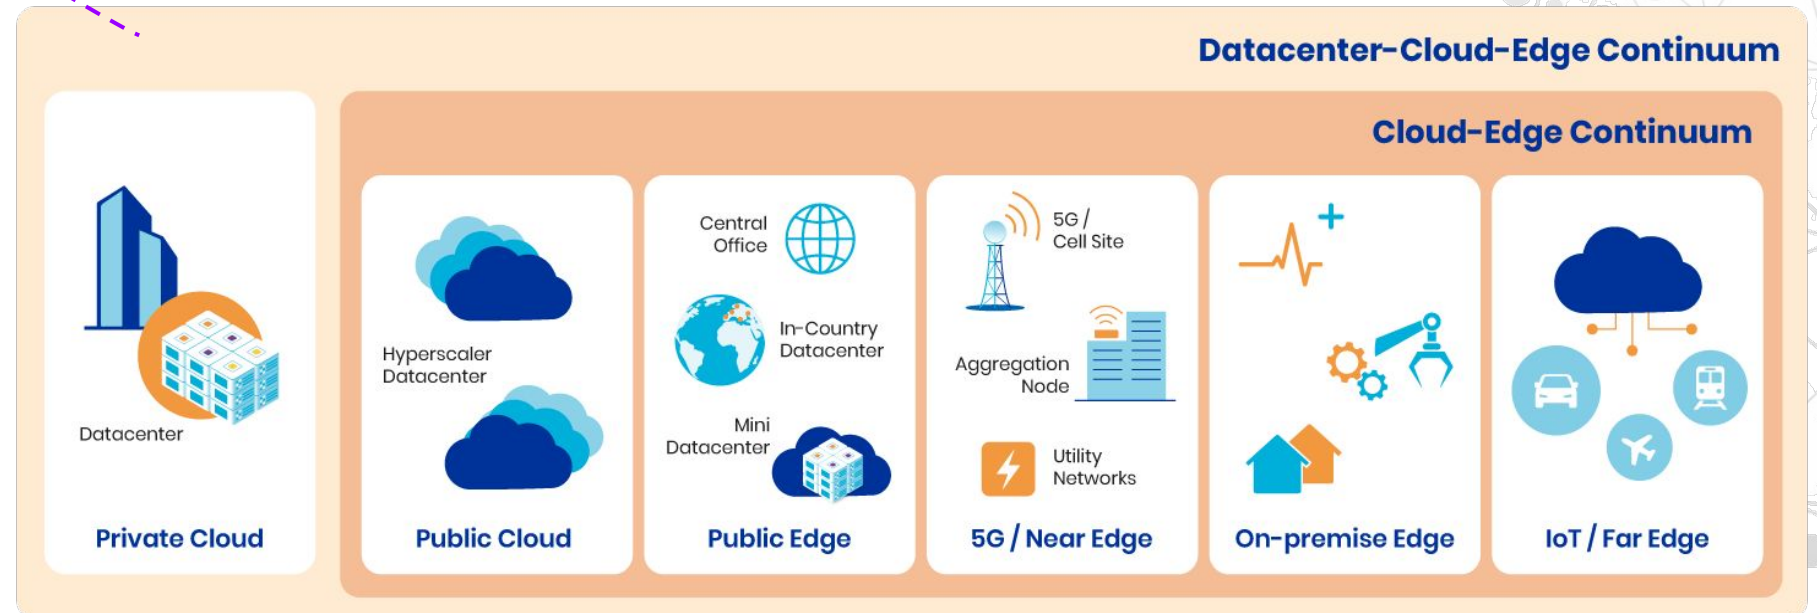 Datacenter-Cloud-Edge Continuum
Cloud-Edge Continuum
Datacenter
Private Cloud
Hyperscaler
Datacenter
Public Cloud
Central
Office
In-Country
Datacenter
Mini
Datacenter
Public Edge
5G /
Cell Site
Aggregation
Node
Utility
Networks
5G / Near Edge
On-premise Edge
IoT / Far Edge